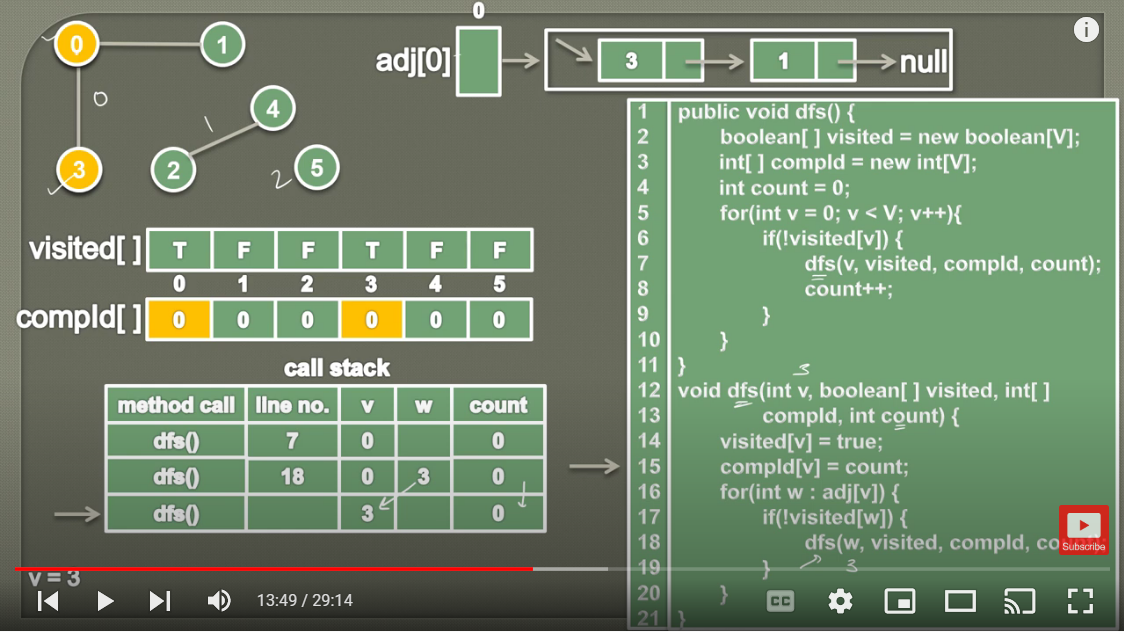 0
0
1
adj[0]
3
1
null
0
4
1
3
2
5
2
visited[ ]
T F F T F F
0 1 2 3 4 5
compId[ ]
0 0 0 0 0 0
call stack
method call line no. v w count
dfs() 7 0 0
dfs() 18 0 3 0
dfs() 3 0
v = 3
1 public void dfs() {
2 boolean[ ] visited = new boolean[V];
3 int[ ] compId = new int[V];
4 int count = 0;
5 for(int v = 0; v < V; v++){
6 if(!visited[v]) {
7 dfs(v, visited, compId, count);
8 count++;
9 }
10 }
11 }
3
12 void dfs(int v, boolean[ ] visited, int[ ]
13 compId, int count) {
14 visited[v] = true;
15 compId[v] = count;
16 for(int w : adj[v]) {
17 if(!visited[w]) {
18 dfs(w, visited, compId, co
19 }
3
20 }
21 }
Subscribe
13:49 / 29:14
CC
i